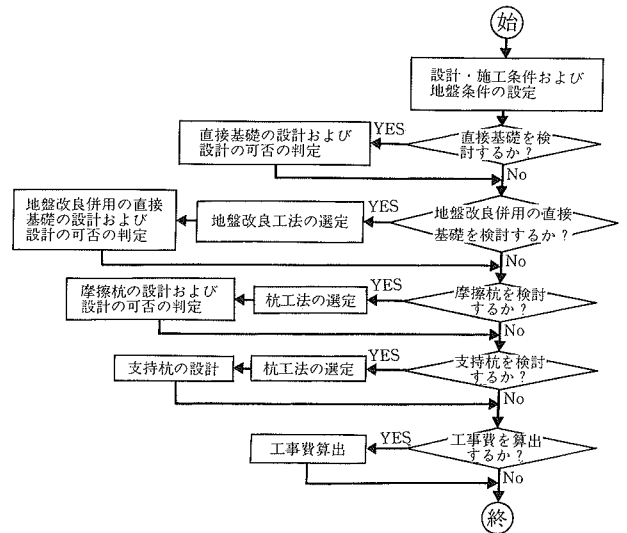 始
設計・施工条件および
地盤条件の設定
直接基礎を検
討するか？
YES
直接基礎の設計および
設計の可否の判定
No
地盤改良併用の直接
基礎を検討するか？
YES
地盤改良工法の選定
地盤改良併用の直接
基礎の設計および
設計の可否の判定
No
摩擦杭を検討
するか？
YES
杭工法の選定
摩擦杭の設計および
設計の可否の判定
No
支持杭を検討
するか？
YES
杭工法の選定
支持杭の設計
No
工事費を算出
するか？
YES
工事費算出
No
終